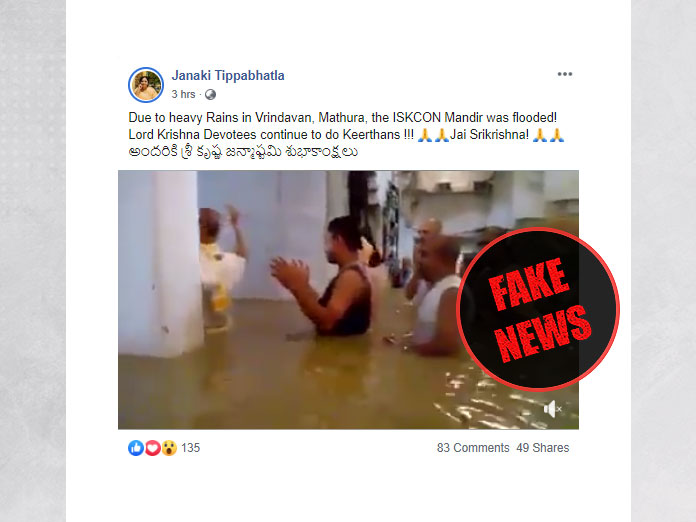 Janaki Tippabhatla
3 hrs ·
Due to heavy Rains in Vrindavan, Mathura, the ISKCON Mandir was flooded!
Lord Krishna Devotees continue to do Keerthans !!! 🙏🙏Jai Srikrishna! 🙏🙏
అందరికి శ్రీ కృష్ణ జన్మాష్టమి శుభాకాంక్షలు
FAKE
NEWS
135
83 Comments 49 Shares